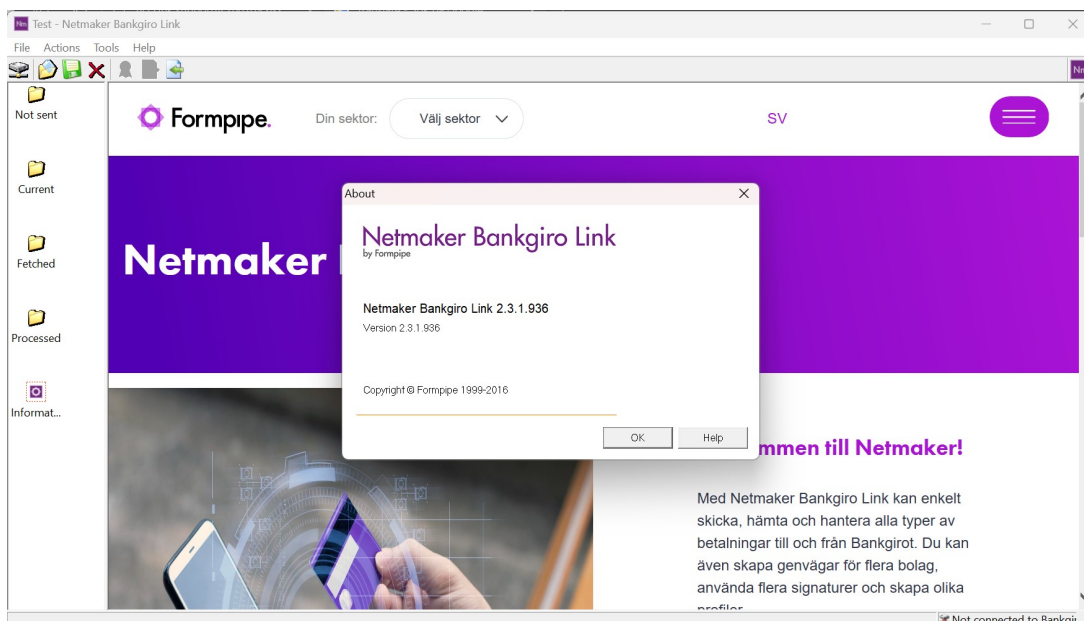 Nm Test - Netmaker Bankgiro Link
File Actions Tools Help
Not sent
Current
Fetched
Processed
Informat...
Formpipe.
Din sektor:
Välj sektor
SV
Netmaker
About
Netmaker Bankgiro Link
by Formpipe
Netmaker Bankgiro Link 2.3.1.936
Version 2.3.1.936
Copyright © Formpipe 1999-2016
OK
Help
mmen till Netmaker!
Med Netmaker Bankgiro Link kan enkelt
skicka, hämta och hantera alla typer av
betalningar till och från Bankgirot. Du kan
även skapa genvägar för flera bolag,
använda flera signaturer och skapa olika
profiler
Not connected to Bankgir